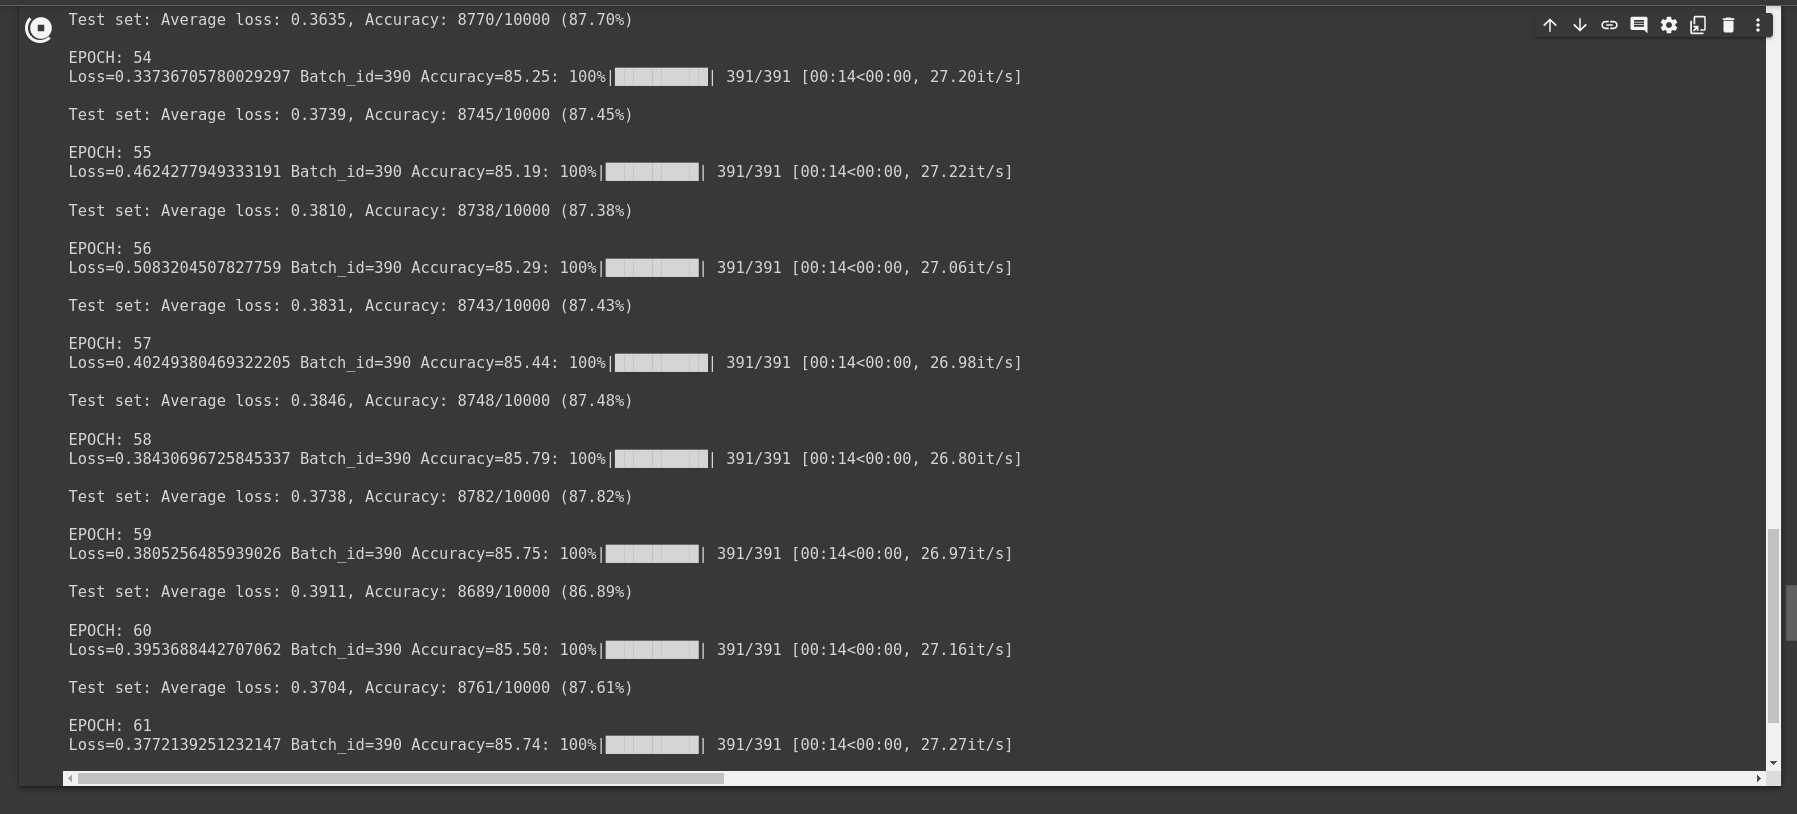 Test set: Average loss: 0.3635, Accuracy: 8770/10000 (87.70%)
EPOCH: 54
Loss=0.33736705780029297 Batch_id=390 Accuracy=85.25: 100%|██████████| 391/391 [00:14<00:00, 27.20it/s]
Test set: Average loss: 0.3739, Accuracy: 8745/10000 (87.45%)
EPOCH: 55
Loss=0.4624277949333191 Batch_id=390 Accuracy=85.19: 100%|██████████| 391/391 [00:14<00:00, 27.22it/s]
Test set: Average loss: 0.3810, Accuracy: 8738/10000 (87.38%)
EPOCH: 56
Loss=0.5083204507827759 Batch_id=390 Accuracy=85.29: 100%|██████████| 391/391 [00:14<00:00, 27.06it/s]
Test set: Average loss: 0.3831, Accuracy: 8743/10000 (87.43%)
EPOCH: 57
Loss=0.40249380469322205 Batch_id=390 Accuracy=85.44: 100%|██████████| 391/391 [00:14<00:00, 26.98it/s]
Test set: Average loss: 0.3846, Accuracy: 8748/10000 (87.48%)
EPOCH: 58
Loss=0.38430696725845337 Batch_id=390 Accuracy=85.79: 100%|██████████| 391/391 [00:14<00:00, 26.80it/s]
Test set: Average loss: 0.3738, Accuracy: 8782/10000 (87.82%)
EPOCH: 59
Loss=0.3805256485939026 Batch_id=390 Accuracy=85.75: 100%|██████████| 391/391 [00:14<00:00, 26.97it/s]
Test set: Average loss: 0.3911, Accuracy: 8689/10000 (86.89%)
EPOCH: 60
Loss=0.3953688442707062 Batch_id=390 Accuracy=85.50: 100%|██████████| 391/391 [00:14<00:00, 27.16it/s]
Test set: Average loss: 0.3704, Accuracy: 8761/10000 (87.61%)
EPOCH: 61
Loss=0.3772139251232147 Batch_id=390 Accuracy=85.74: 100%|██████████| 391/391 [00:14<00:00, 27.27it/s]